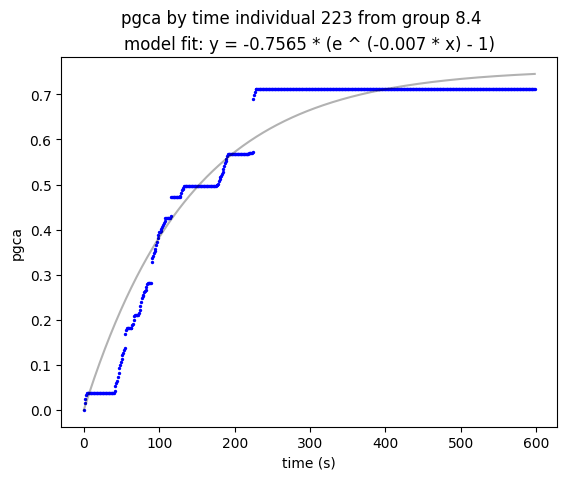 pgca by time individual 223 from group 8.4
model fit: y = -0.7565 * (e ^ (-0.007 * x) - 1)
0.7
0.6
0.5
0.4
0.3
0.2
0.1
0.0
pgca
0 100 200 300 400 500 600
time (s)